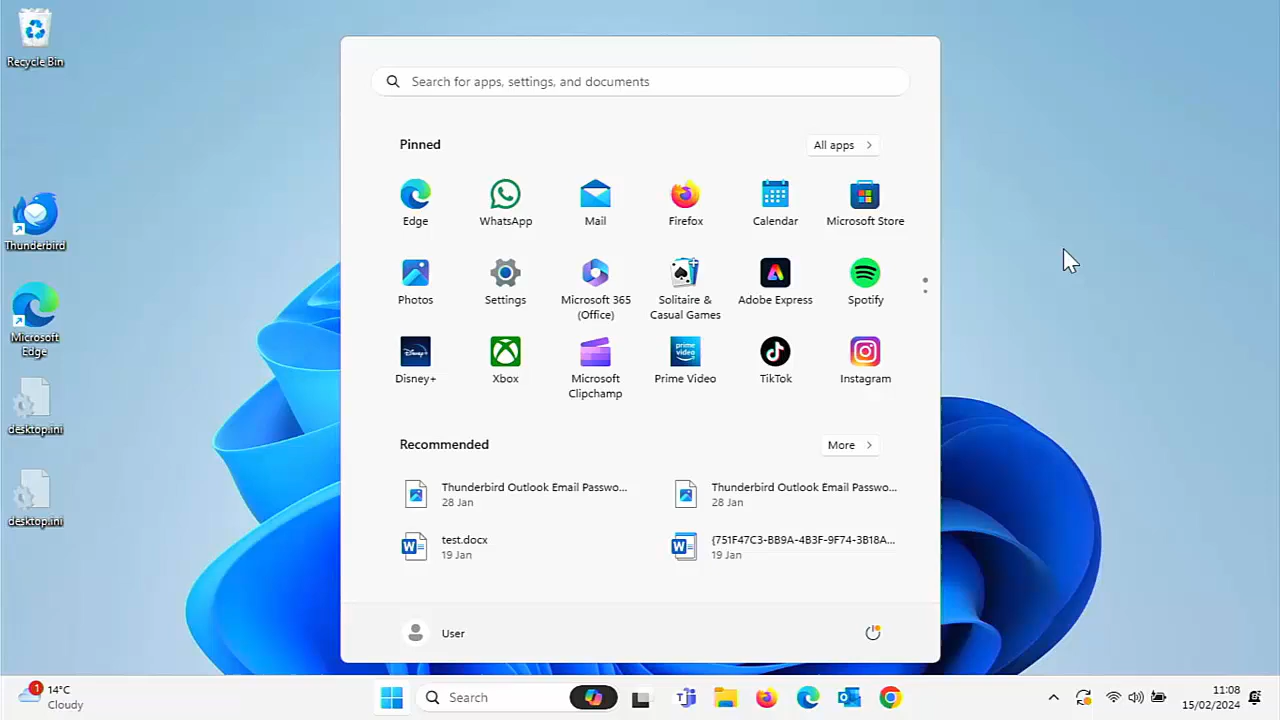 Recycle Bin
Thunderbird
Microsoft
Edge
desktop.ini
desktop.ini
Search for apps, settings, and documents
Pinned
All apps
Edge
WhatsApp
Mail
Firefox
Calendar
Microsoft Store
Photos
Settings
Microsoft 365
(Office)
Solitaire &
Casual Games
Adobe Express
Spotify
Disney+
Xbox
Microsoft
Clipchamp
prime
video
Prime Video
TikTok
Instagram
Recommended
More
Thunderbird Outlook Email Passwo...
28 Jan
Thunderbird Outlook Email Passwo...
28 Jan
test.docx
19 Jan
{751F47C3-BB9A-4B3F-9F74-3B18A...
19 Jan
User
1
14°C
Cloudy
Search
11:08
15/02/2024